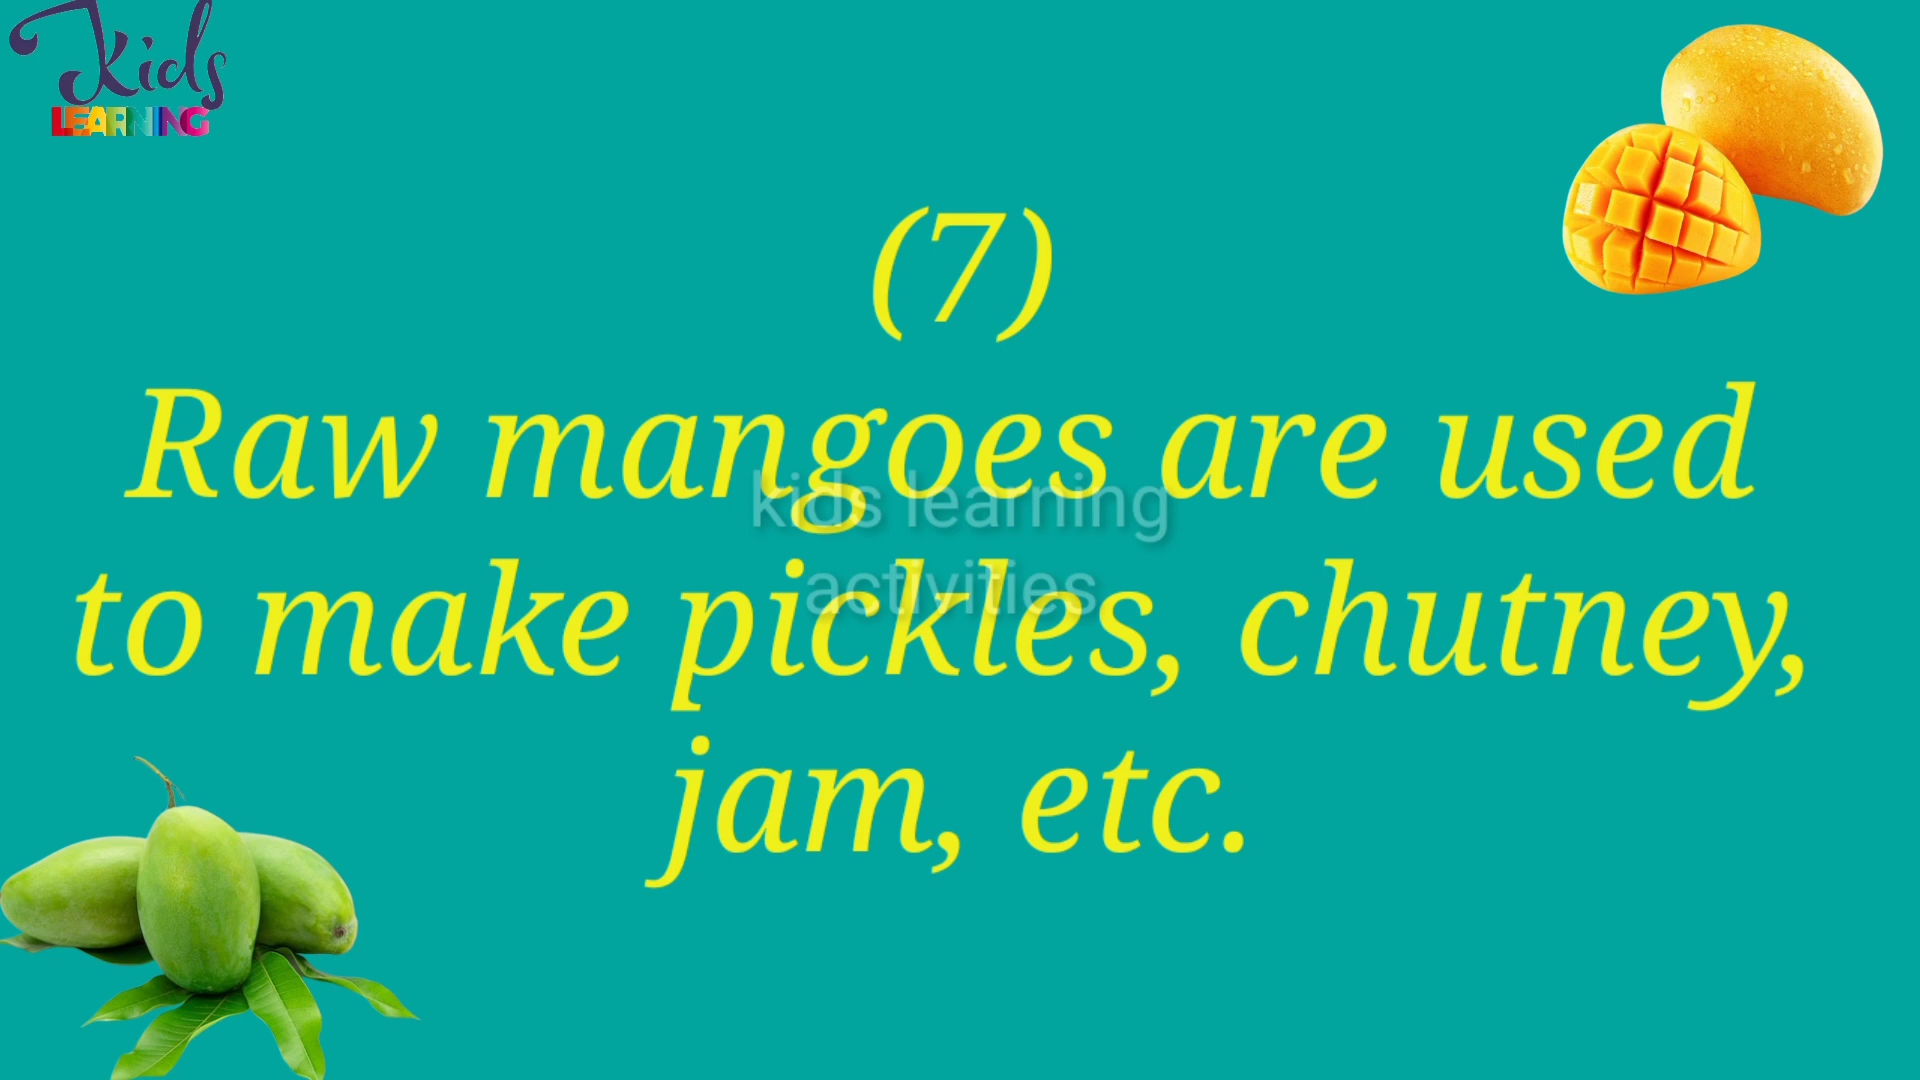 Kids
LEARNING
(7)
Raw mangoes are used
kids learning
to make pickles, chutney,
activities
jam, etc.